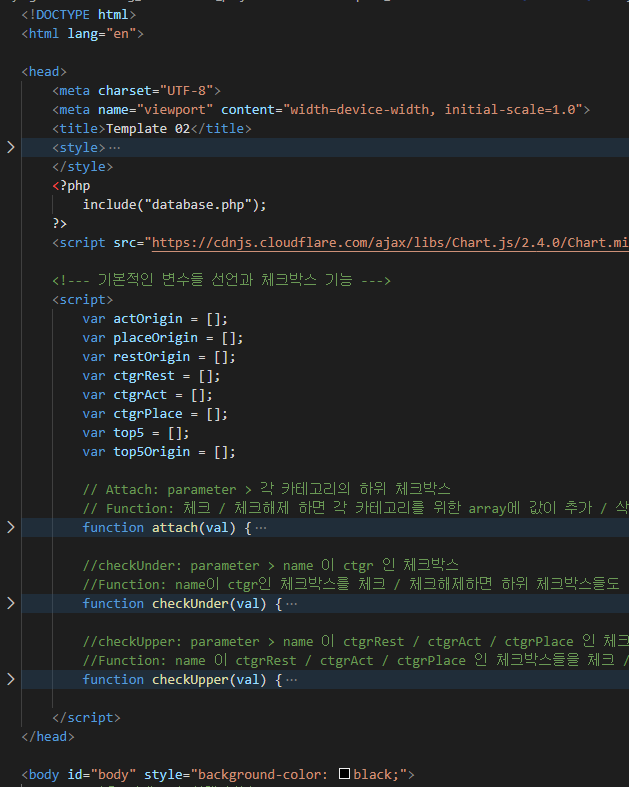 <!DOCTYPE html>
<html lang="en">
<head>
<meta charset="UTF-8">
<meta name="viewport" content="width=device-width, initial-scale=1.0">
<title>Template 02</title>
<style>…
</style>
<?php
include("database.php");
?>
<script src="https://cdnjs.cloudflare.com/ajax/libs/Chart.js/2.4.0/Chart.mi
<!--- 기본적인 변수들 선언과 체크박스 기능 --->
<script>
var actOrigin = [];
var placeOrigin = [];
var restOrigin = [];
var ctgrRest = [];
var ctgrAct = [];
var ctgrPlace = [];
var top5 = [];
var top5Origin = [];
// Attach: parameter > 각 카테고리의 하위 체크박스
// Function: 체크 / 체크해제 하면 각 카테고리를 위한 array에 값이 추가 / 삭
function attach(val) {…
//checkUnder: parameter > name 이 ctgr 인 체크박스
//Function: name이 ctgr인 체크박스를 체크 / 체크해제하면 하위 체크박스들도
function checkUnder(val) {…
//checkUpper: parameter > name 이 ctgrRest / ctgrAct / ctgrPlace 인 체크
//Function: name 이 ctgrRest / ctgrAct / ctgrPlace 인 체크박스들을 체크 /
function checkUpper(val) {…
</script>
</head>
<body id="body" style="background-color: black;">